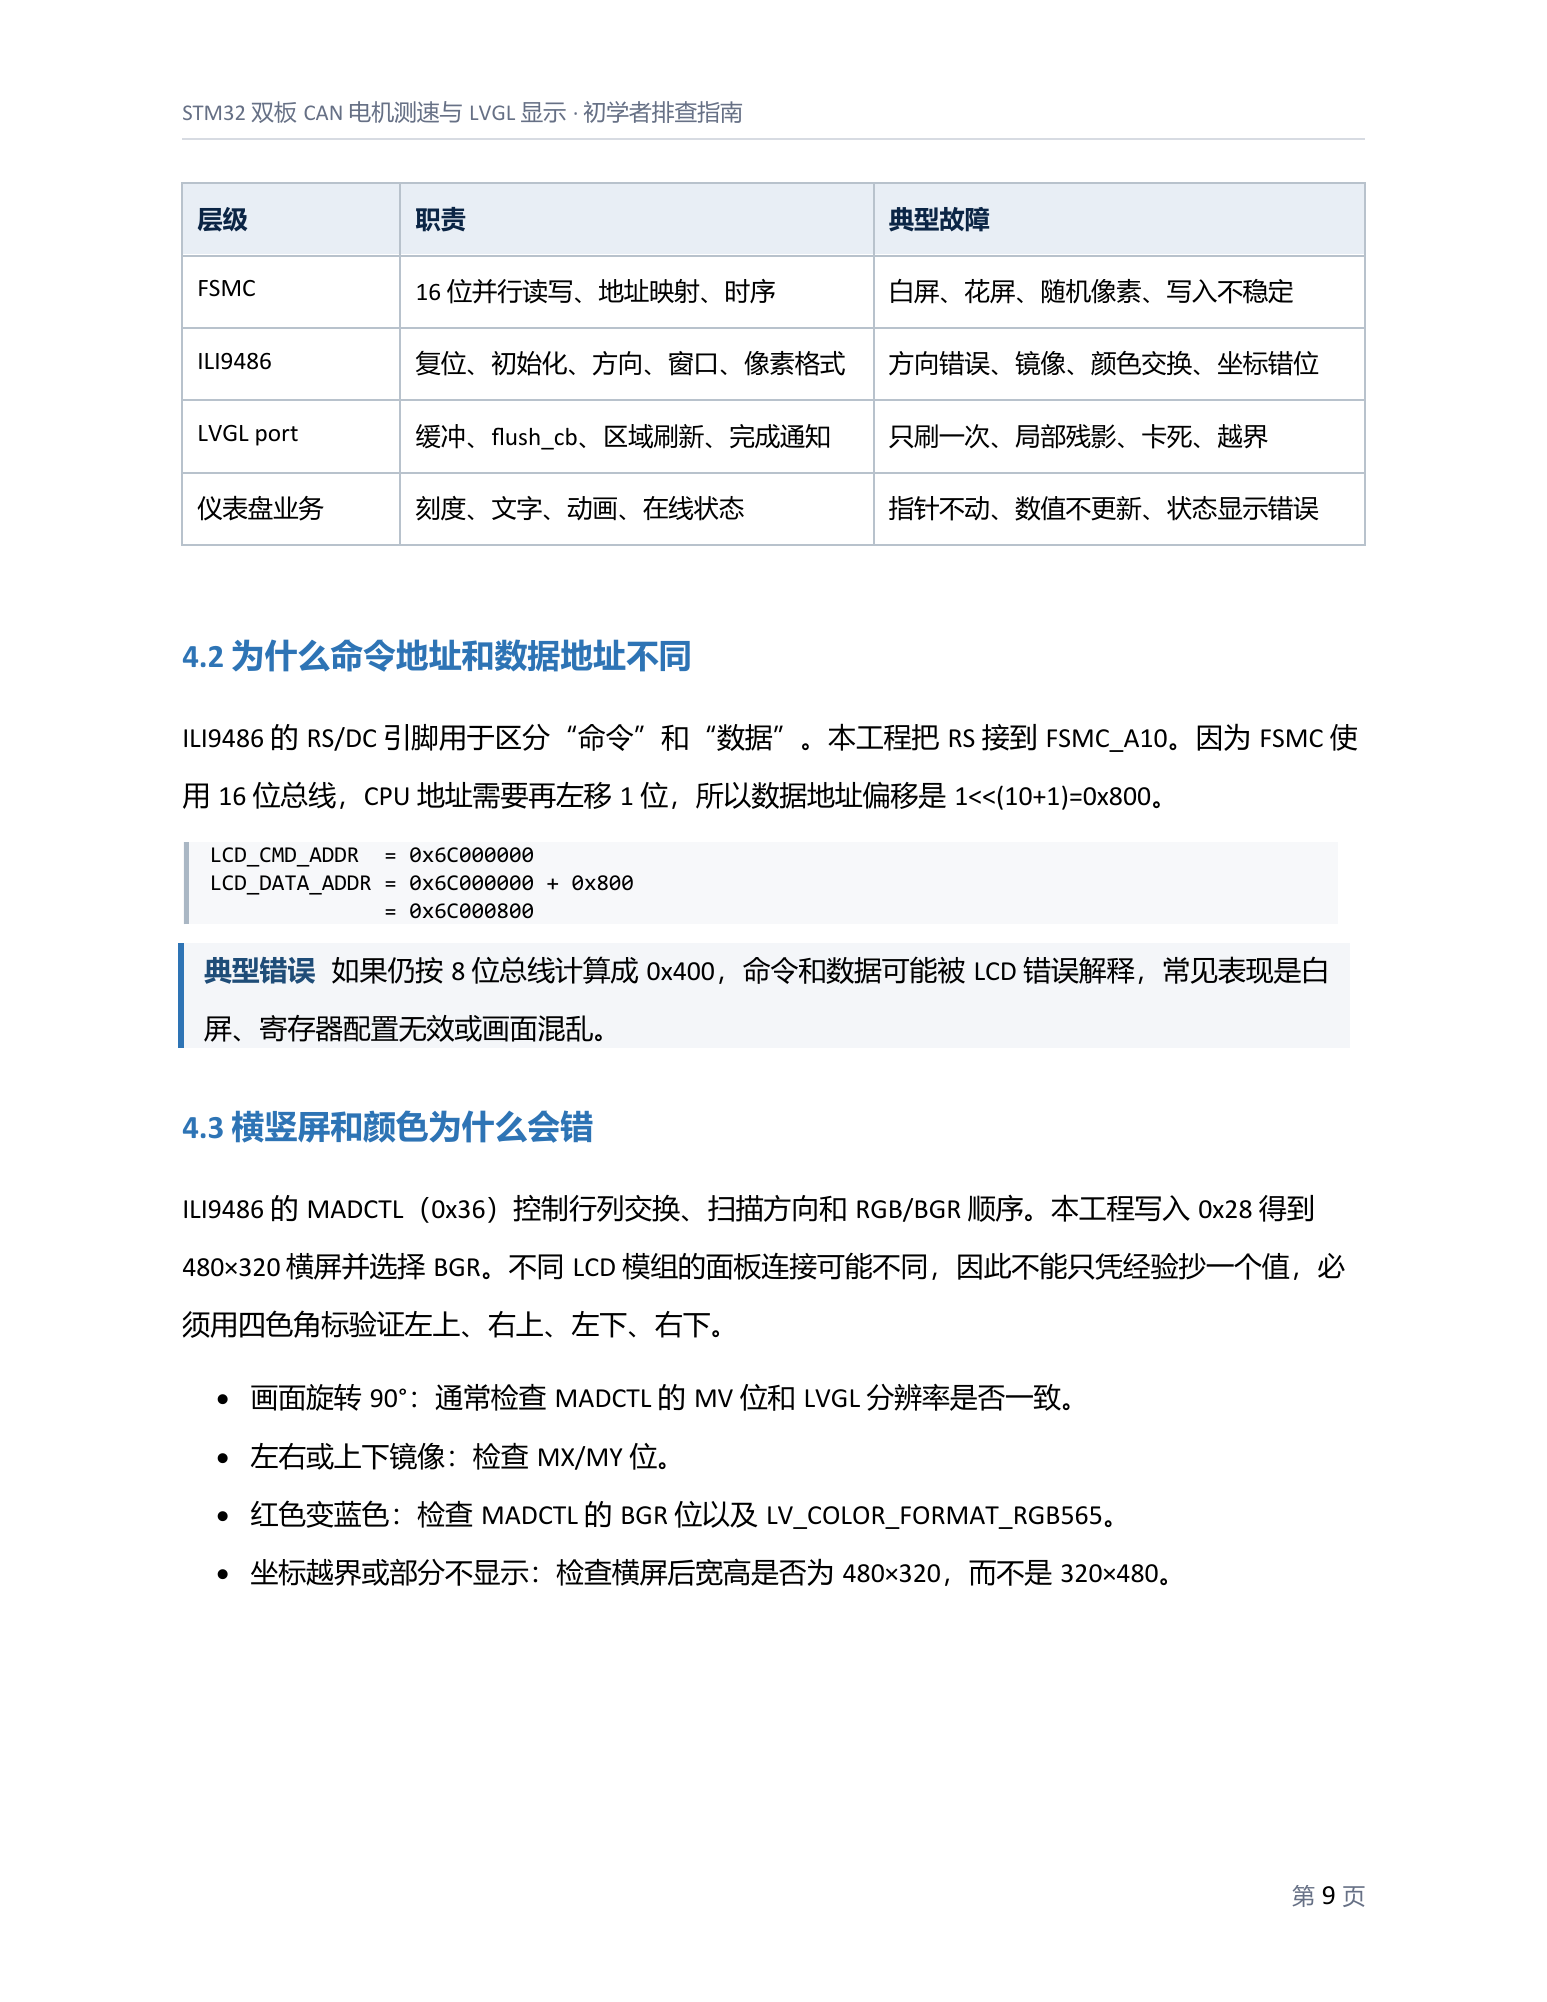 STM32 双板 CAN 电机测速与 LVGL 显示 · 初学者排查指南
层级 职责 典型故障
FSMC 16 位并行读写、地址映射、时序 白屏、花屏、随机像素、写入不稳定
ILI9486 复位、初始化、方向、窗口、像素格式 方向错误、镜像、颜色交换、坐标错位
LVGL port 缓冲、flush_cb、区域刷新、完成通知 只刷一次、局部残影、卡死、越界
仪表盘业务 刻度、文字、动画、在线状态 指针不动、数值不更新、状态显示错误
4.2 为什么命令地址和数据地址不同
ILI9486 的 RS/DC 引脚用于区分“命令”和“数据”。本工程把 RS 接到 FSMC_A10。因为 FSMC 使
用 16 位总线，CPU 地址需要再左移 1 位，所以数据地址偏移是 1<<(10+1)=0x800。
LCD_CMD_ADDR  = 0x6C000000
LCD_DATA_ADDR = 0x6C000000 + 0x800
              = 0x6C000800
典型错误 如果仍按 8 位总线计算成 0x400，命令和数据可能被 LCD 错误解释，常见表现是白
屏、寄存器配置无效或画面混乱。
4.3 横竖屏和颜色为什么会错
ILI9486 的 MADCTL（0x36）控制行列交换、扫描方向和 RGB/BGR 顺序。本工程写入 0x28 得到
480×320 横屏并选择 BGR。不同 LCD 模组的面板连接可能不同，因此不能只凭经验抄一个值，必
须用四色角标验证左上、右上、左下、右下。
• 画面旋转 90°：通常检查 MADCTL 的 MV 位和 LVGL 分辨率是否一致。
• 左右或上下镜像：检查 MX/MY 位。
• 红色变蓝色：检查 MADCTL 的 BGR 位以及 LV_COLOR_FORMAT_RGB565。
• 坐标越界或部分不显示：检查横屏后宽高是否为 480×320，而不是 320×480。
第 9 页